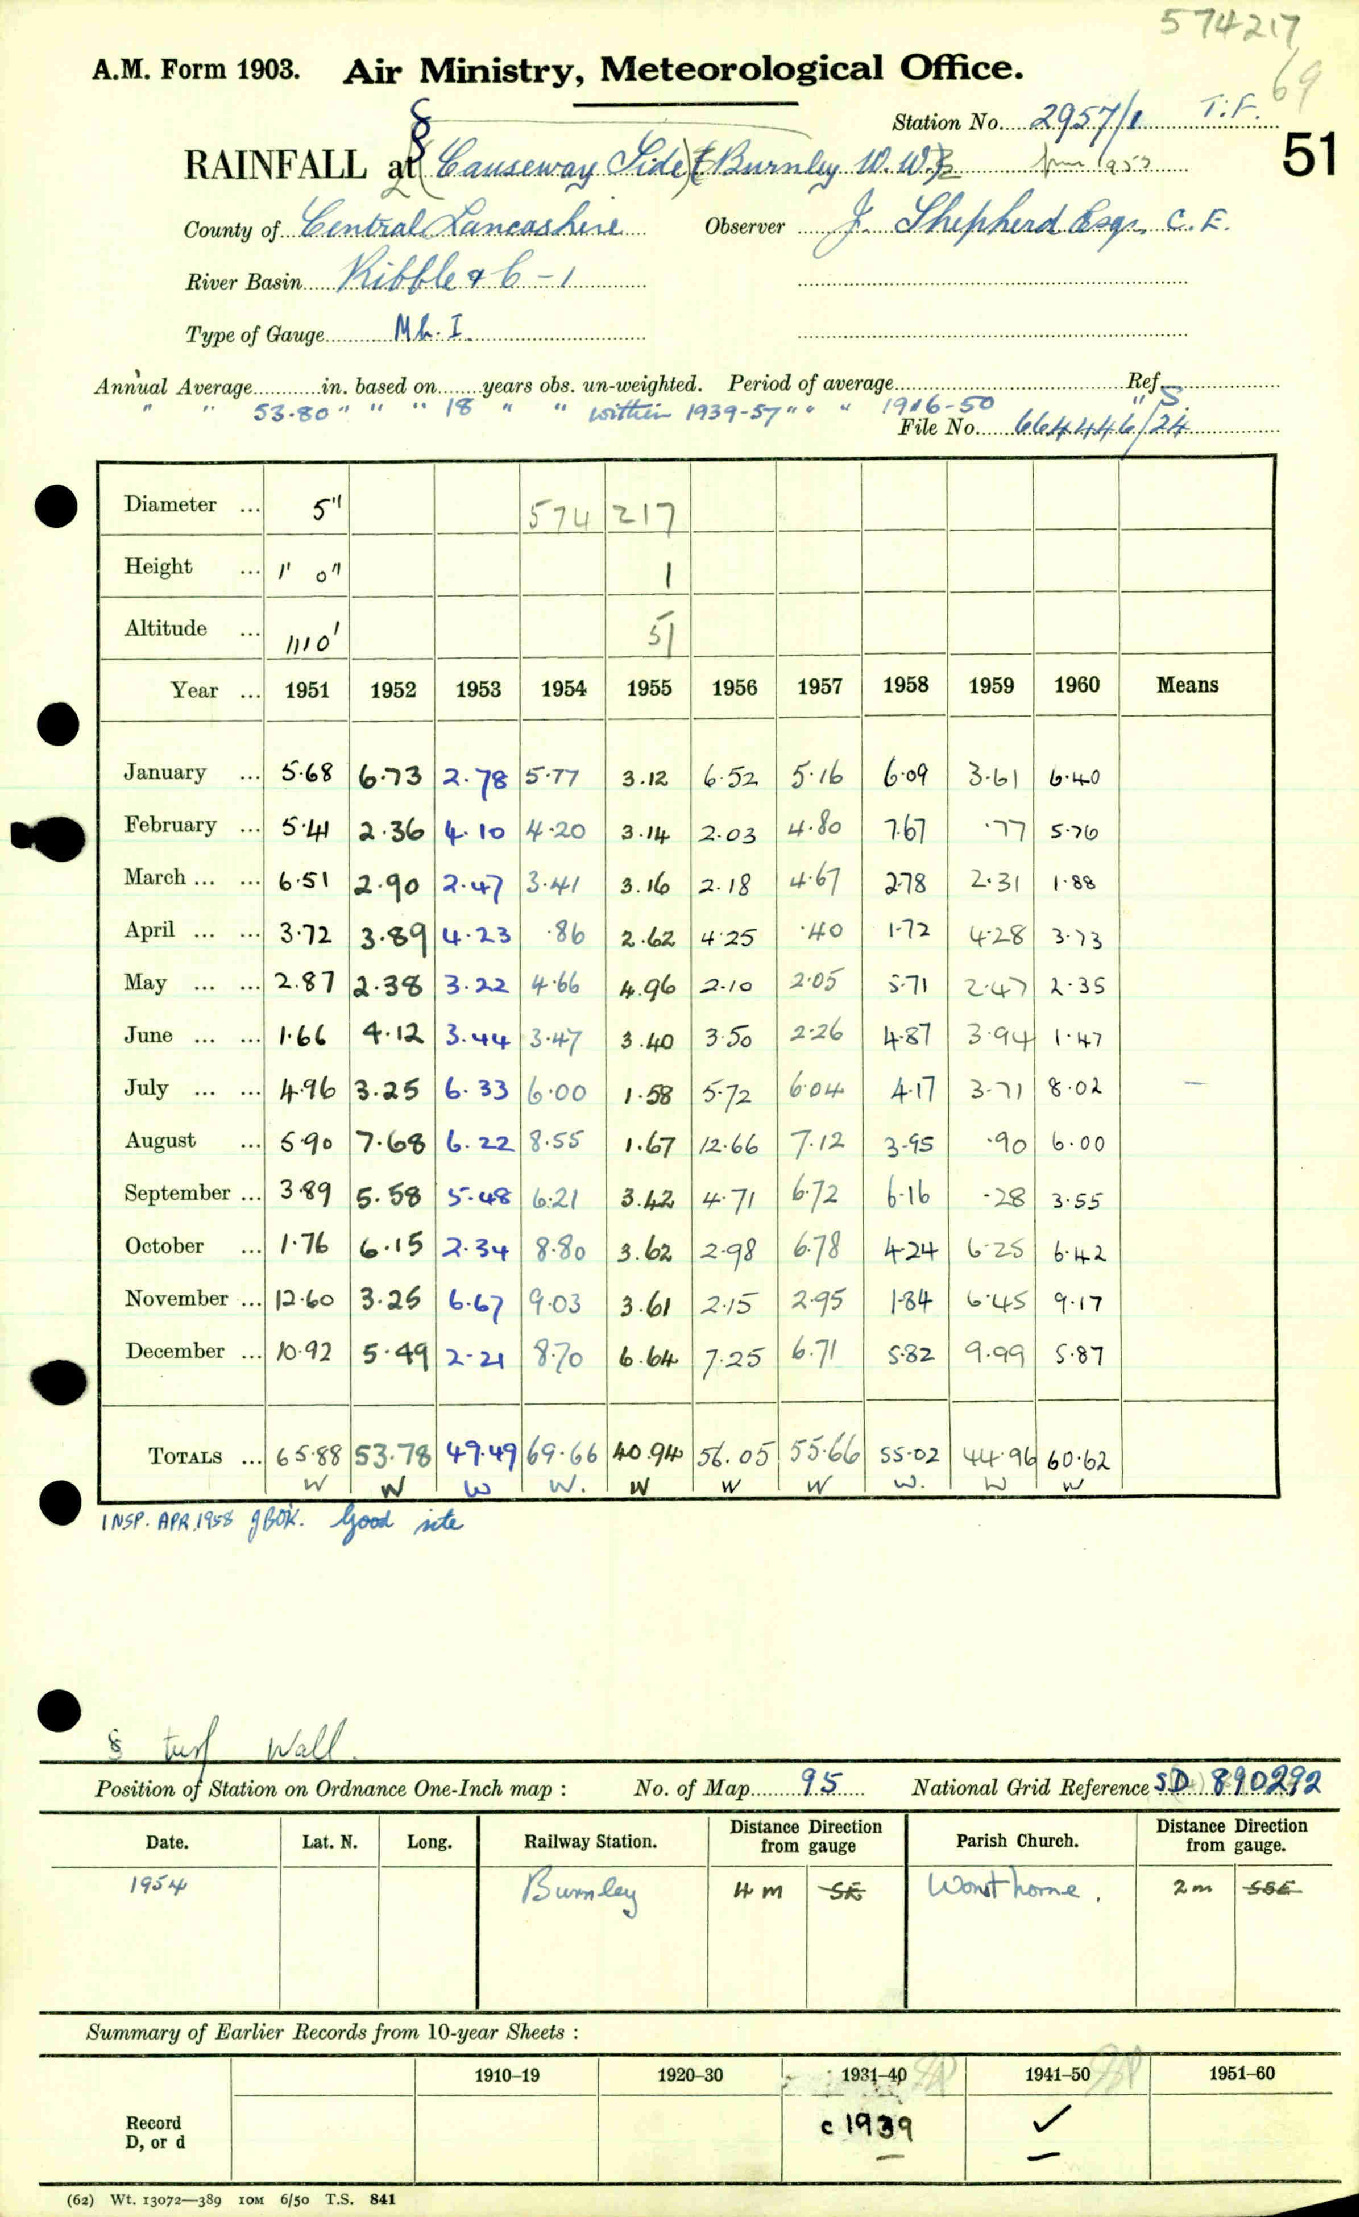 574217
69
A.M. Form 1903. Air Ministry, Meteorological Office.
Station No. 2957/1 T.F.
51
RAINFALL at § (Causeway Side) Burnley W.W.
County of Central Lancashire Observer J. Shepherd Esq. C.E.
River Basin Ribble & C - 1
Type of Gauge Mk. I
Annual Average in. based on years obs. un-weighted. Period of average Ref.
" " 53.80 " " " 18 " " within 1939-57 " " " 1916-50 " S.
File No. 664446/24
Diameter ... 5" 574 217
Height ... 1' 0" 1
Altitude ... 1110' 51
Year ... 1951 1952 1953 1954 1955 1956 1957 1958 1959 1960 Means
January ... 5.68 6.73 2.78 5.77 3.12 6.52 5.16 6.09 3.61 6.40
February ... 5.41 2.36 4.10 4.20 3.14 2.03 4.80 7.67 .77 5.76
March ... ... 6.51 2.90 2.47 3.41 3.16 2.18 4.67 2.78 2.31 1.88
April ... ... 3.72 3.89 4.23 .86 2.62 4.25 .40 1.72 4.28 3.73
May ... ... 2.87 2.38 3.22 4.66 4.96 2.10 2.05 5.71 2.47 2.35
June ... ... 1.66 4.12 3.44 3.47 3.40 3.50 2.26 4.87 3.94 1.47
July ... ... 4.96 3.25 6.33 6.00 1.58 5.72 6.04 4.17 3.71 8.02 —
August ... 5.90 7.68 6.22 8.55 1.67 12.66 7.12 3.95 .90 6.00
September ... 3.89 5.58 5.48 6.21 3.42 4.71 6.72 6.16 .28 3.55
October ... 1.76 6.15 2.34 8.80 3.62 2.98 6.78 4.24 6.25 6.42
November ... 12.60 3.25 6.67 9.03 3.61 2.15 2.95 1.84 6.45 9.17
December ... 10.92 5.49 2.21 8.70 6.64 7.25 6.71 5.82 9.99 5.87
TOTALS ... 65.88 53.78 49.49 69.66 40.94 56.05 55.66 55.02 44.96 60.62
W W W W. W W W W. W W
INSP. APR. 1958 Good site
§ turf wall.
Position of Station on Ordnance One-Inch map : No. of Map 95 National Grid Reference SD 890292
Date. Lat. N. Long. Railway Station. Distance Direction from gauge Parish Church. Distance Direction from gauge.
1954 Burnley 4 m SE Worsthorne. 2 m SSE
Summary of Earlier Records from 10-year Sheets :
1910–19 1920–30 1931–40 1941–50 1951–60
Record D, or d c 1939 ✓
(62) Wt. 13072—389 10M 6/50 T.S. 841